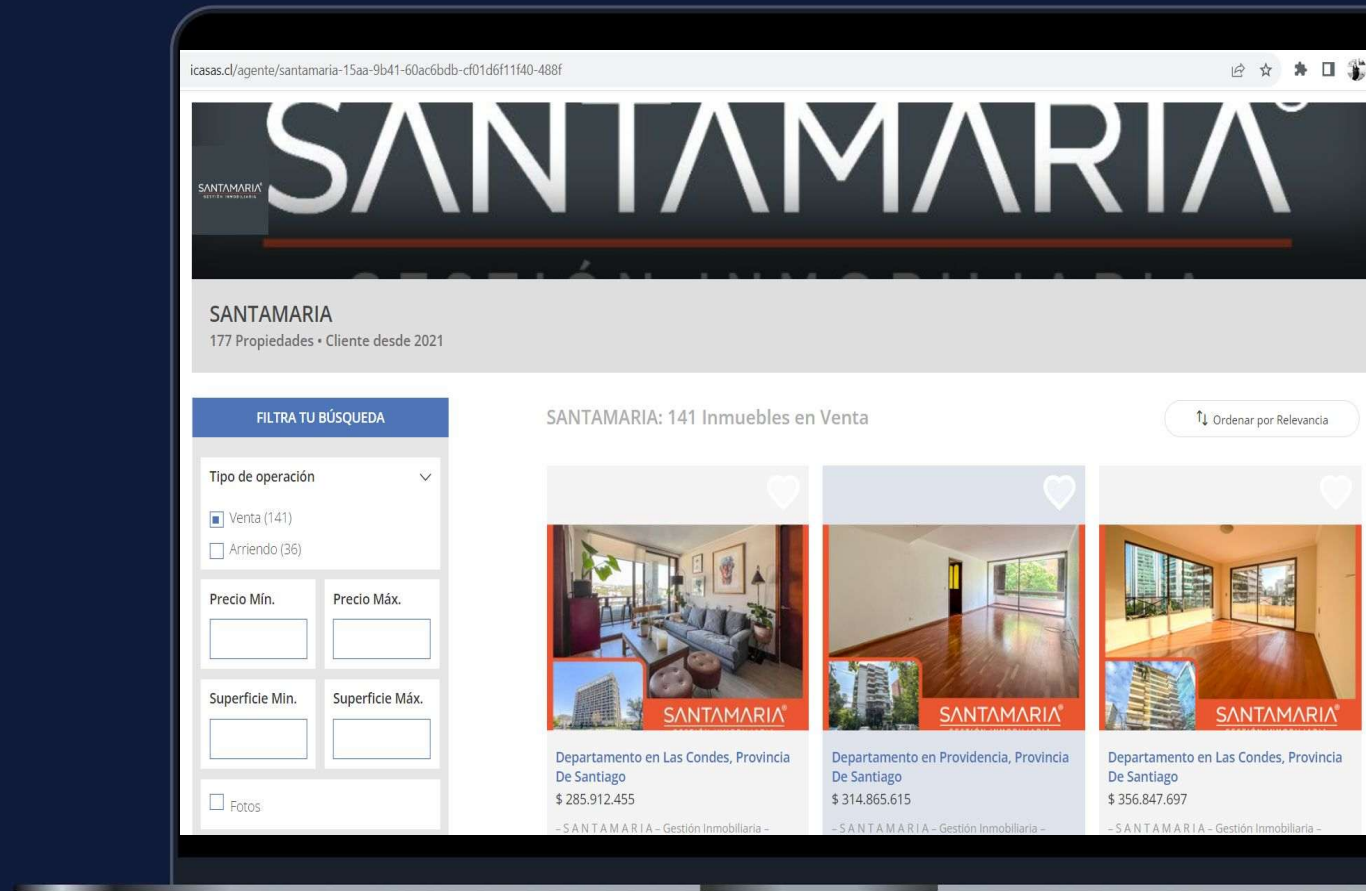 icasas.cl/agente/santamaria-15aa-9b41-60ac6bdb-cf01d6f11f40-488f
SANTAMARIA
SANTAMARIA
GESTIÓN INMOBILIARIA
GESTIÓN INMOBILIARIA
SANTAMARIA
177 Propiedades • Cliente desde 2021
FILTRA TU BÚSQUEDA
Tipo de operación
Venta (141)
Arriendo (36)
Precio Mín.
Precio Máx.
Superficie Min.
Superficie Máx.
Fotos
SANTAMARIA: 141 Inmuebles en Venta
Ordenar por Relevancia
SANTAMARIA
Departamento en Las Condes, Provincia
De Santiago
$ 285.912.455
– S A N T A M A R I A – Gestión Inmobiliaria –
SANTAMARIA
Departamento en Providencia, Provincia
De Santiago
$ 314.865.615
– S A N T A M A R I A – Gestión Inmobiliaria –
SANTAMARIA
Departamento en Las Condes, Provincia
De Santiago
$ 356.847.697
– S A N T A M A R I A – Gestión Inmobiliaria –